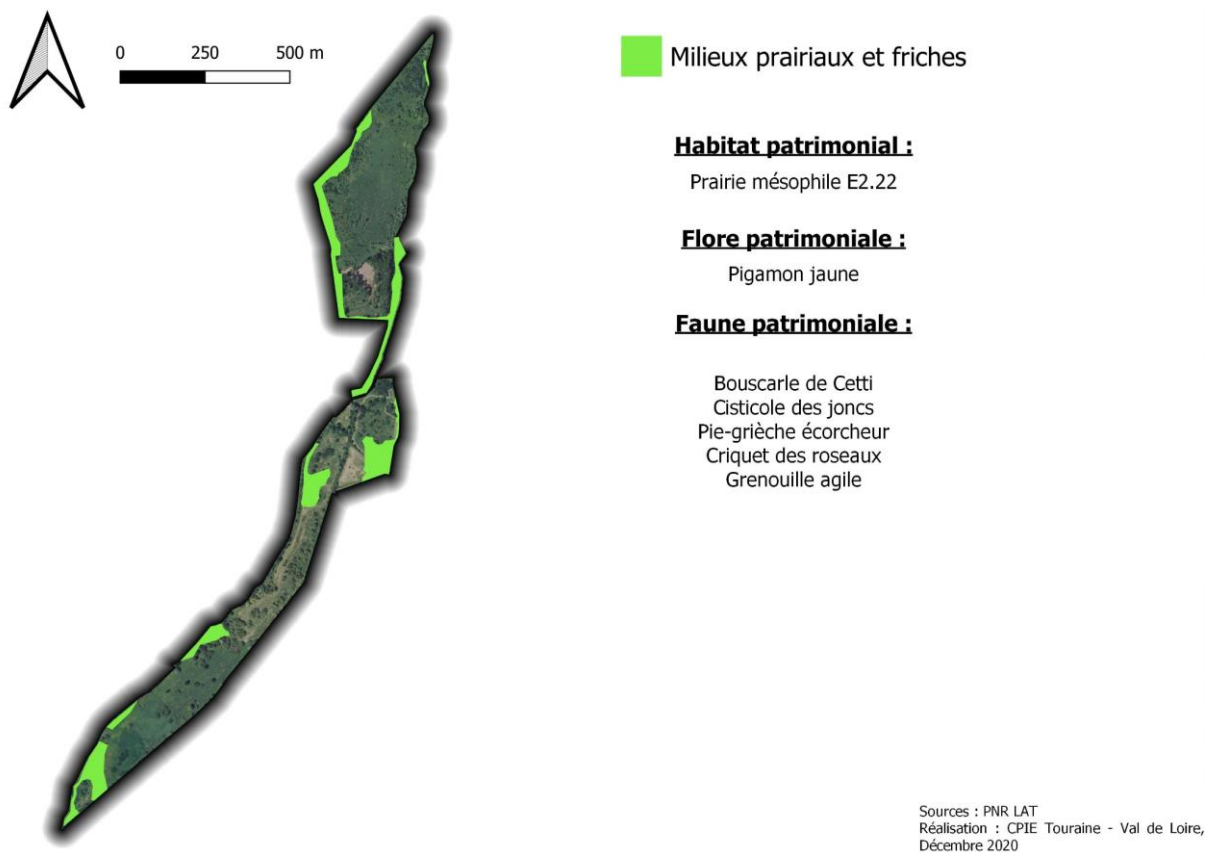 0 250 500 m
Milieux prairiaux et friches
Habitat patrimonial :
Prairie mésophile E2.22
Flore patrimoniale :
Pigamon jaune
Faune patrimoniale :
Bouscarle de Cetti
Cisticole des joncs
Pie-grièche écorcheur
Criquet des roseaux
Grenouille agile
Sources : PNR LAT
Réalisation : CPIE Touraine - Val de Loire,
Décembre 2020